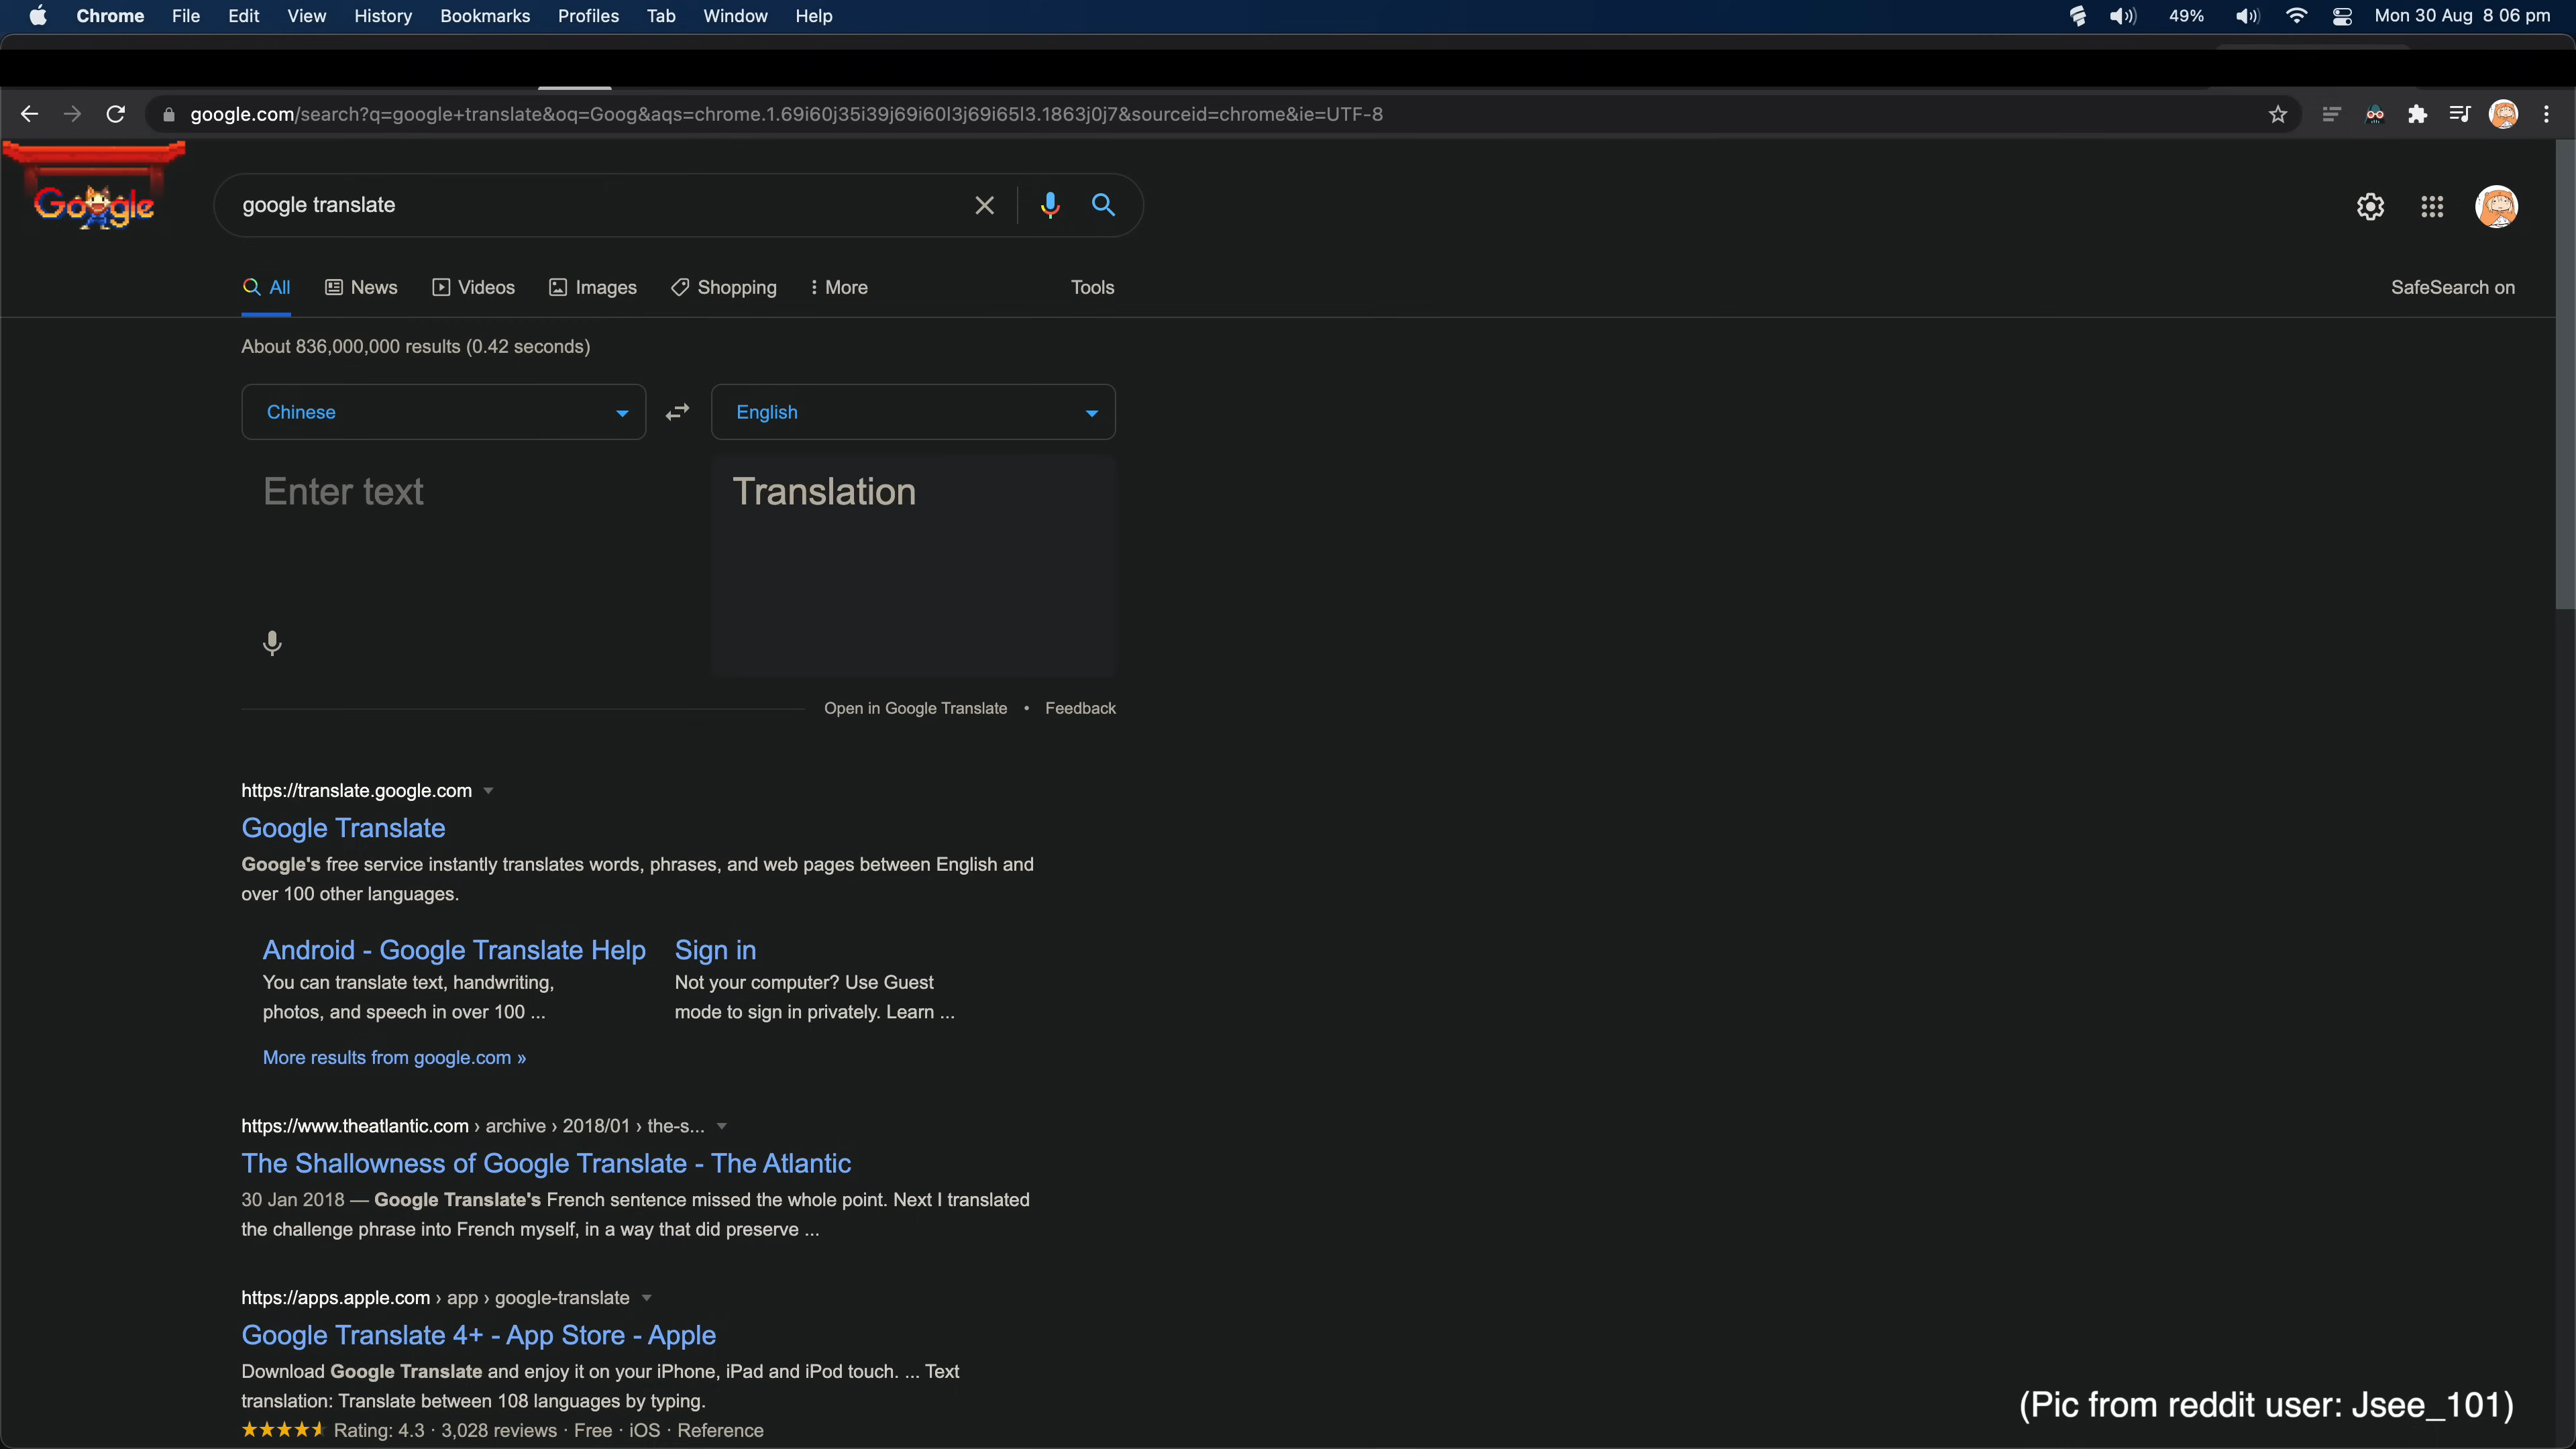 Chrome File Edit View History Bookmarks Profiles Tab Window Help 49% Mon 30 Aug 8 06 pm
google.com/search?q=google+translate&oq=Goog&aqs=chrome.1.69i60j35i39j69i60l3j69i65l3.1863j0j7&sourceid=chrome&ie=UTF-8
Google
google translate
All News Videos Images Shopping More Tools SafeSearch on
About 836,000,000 results (0.42 seconds)
Chinese English
Enter text Translation
Open in Google Translate • Feedback
https://translate.google.com
Google Translate
Google's free service instantly translates words, phrases, and web pages between English and
over 100 other languages.
Android - Google Translate Help Sign in
You can translate text, handwriting, Not your computer? Use Guest
photos, and speech in over 100 ... mode to sign in privately. Learn ...
More results from google.com »
https://www.theatlantic.com › archive › 2018/01 › the-s...
The Shallowness of Google Translate - The Atlantic
30 Jan 2018 — Google Translate's French sentence missed the whole point. Next I translated
the challenge phrase into French myself, in a way that did preserve ...
https://apps.apple.com › app › google-translate
Google Translate 4+ - App Store - Apple
Download Google Translate and enjoy it on your iPhone, iPad and iPod touch. ... Text
translation: Translate between 108 languages by typing.
Rating: 4.3 · 3,028 reviews · Free · iOS · Reference
(Pic from reddit user: Jsee_101)